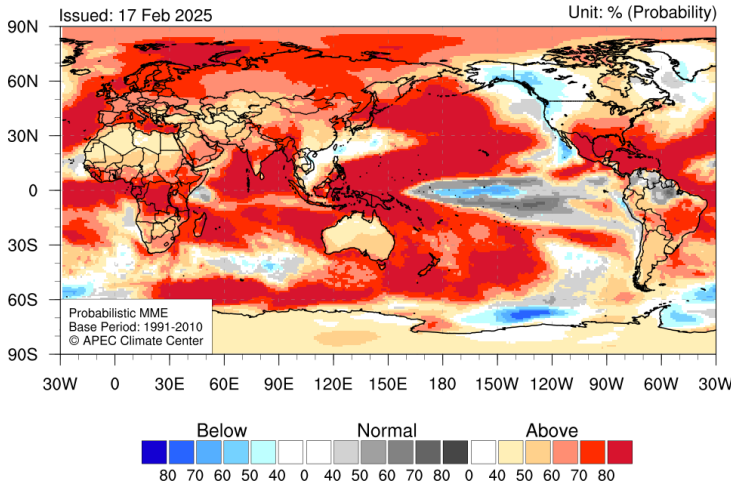 Issued: 17 Feb 2025
Unit: % (Probability)
90N
60N
30N
0
30S
60S
90S
Probabilistic MME
Base Period: 1991-2010
© APEC Climate Center
30W 0 30E 60E 90E 120E 150E 180 150W 120W 90W 60W 30W
Below Normal Above
80 70 60 50 40 0 40 50 60 70 80 0 40 50 60 70 80